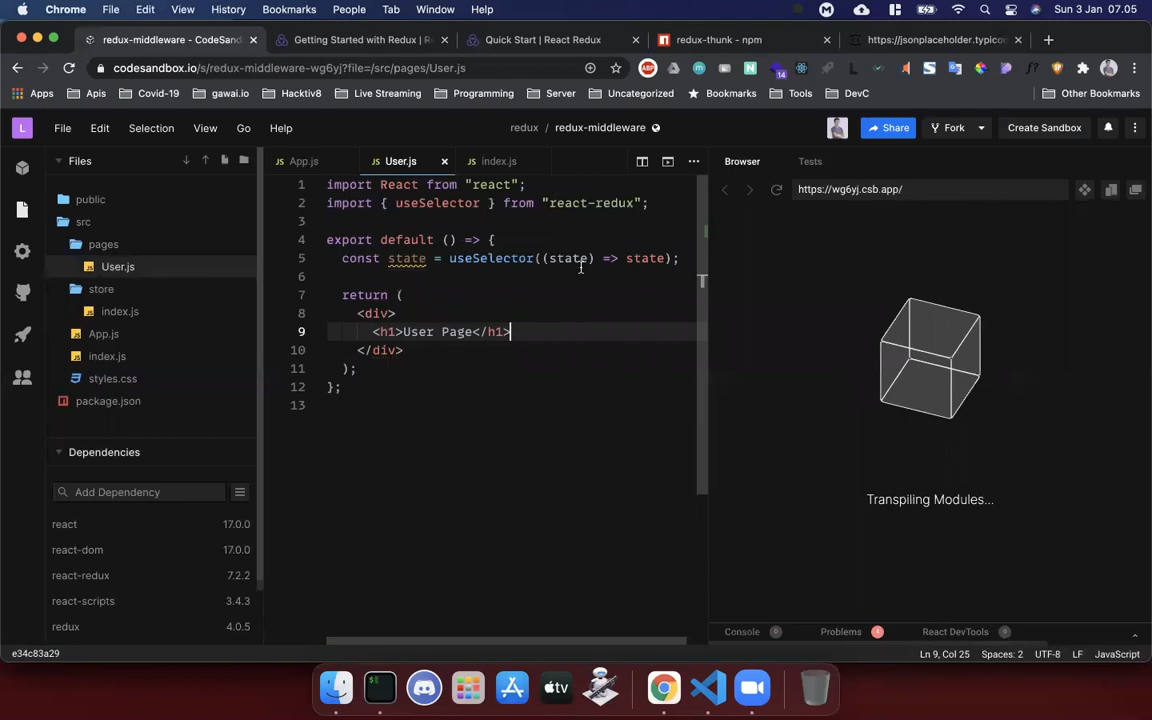 Chrome File Edit View History Bookmarks People Tab Window Help Sun 3 Jan 07.05
redux-middleware - CodeSand
Getting Started with Redux |
Quick Start | React Redux
redux-thunk - npm
https://jsonplaceholder.typico
codesandbox.io/s/redux-middleware-wg6yj?file=/src/pages/User.js
ABP
14
Apps Apis Covid-19 gawai.io Hacktiv8 Live Streaming Programming Server Uncategorized Bookmarks Tools DevC Other Bookmarks
L File Edit Selection View Go Help
redux / redux-middleware
Share Fork Create Sandbox
Files
App.js User.js index.js
Browser Tests
https://wg6yj.csb.app/
public
src
pages
User.js
store
index.js
App.js
index.js
styles.css
package.json
1 import React from "react";
2 import { useSelector } from "react-redux";
3
4 export default () => {
5 const state = useSelector((state) => state);
6
7 return (
8 <div>
9 <h1>User Page</h1>
10 </div>
11 );
12 };
13
Transpiling Modules...
Dependencies
Add Dependency
react 17.0.0
react-dom 17.0.0
react-redux 7.2.2
react-scripts 3.4.3
redux 4.0.5
Console 0 Problems 1 React DevTools 0
e34c83a29
Ln 9, Col 25 Spaces: 2 UTF-8 LF JavaScript
tv